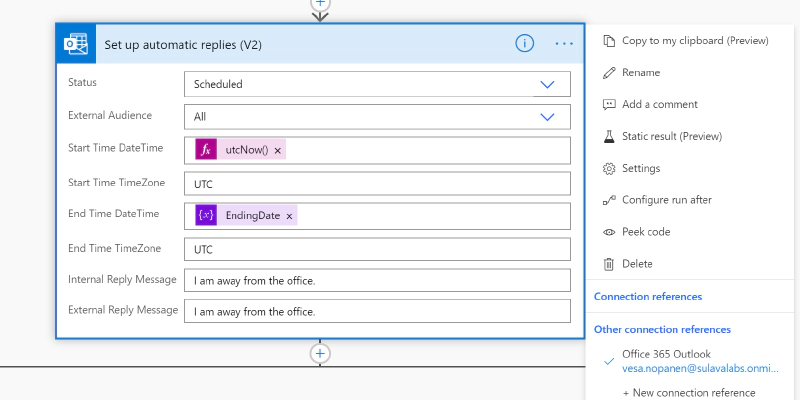 Set up automatic replies (V2)
Status
Scheduled
External Audience
All
Start Time DateTime
fx utcNow() ×
Start Time TimeZone
UTC
End Time DateTime
{x} EndingDate ×
End Time TimeZone
UTC
Internal Reply Message
I am away from the office.
External Reply Message
I am away from the office.
Copy to my clipboard (Preview)
Rename
Add a comment
Static result (Preview)
Settings
Configure run after
Peek code
Delete
Connection references
Other connection references
Office 365 Outlook
vesa.nopanen@sulavalabs.onmi...
+ New connection reference